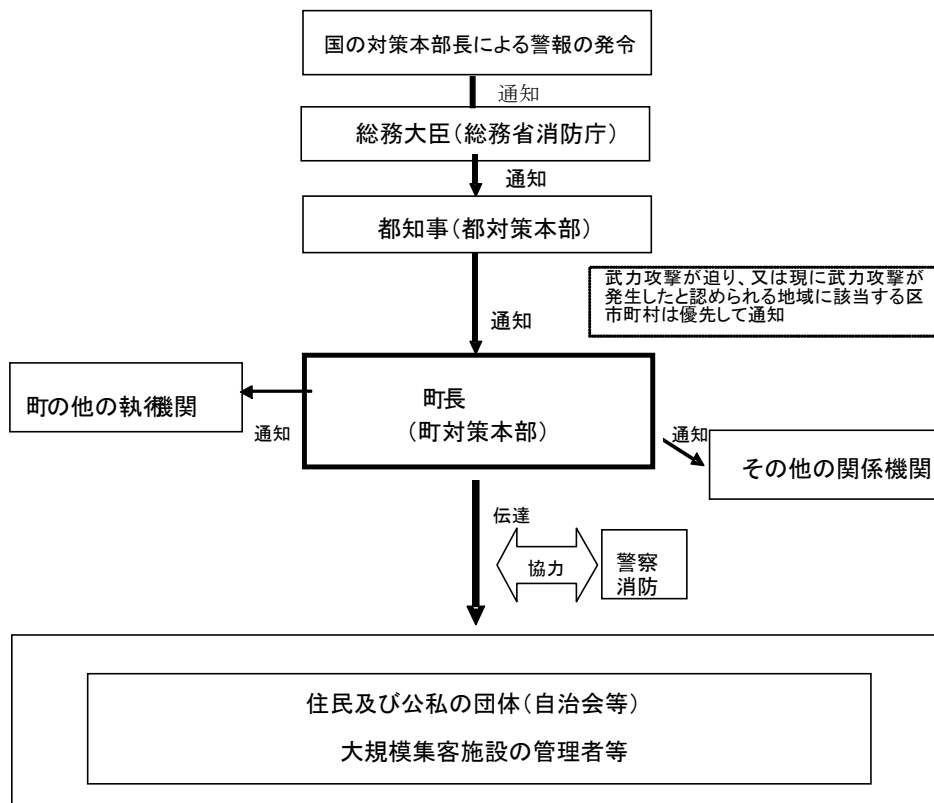 国の対策本部長による警報の発令
通知
総務大臣(総務省消防庁)
通知
都知事(都対策本部)
武力攻撃が迫り、又は現に武力攻撃が
発生したと認められる地域に該当する区
市町村は優先して通知
通知
町の他の執行機関
通知
町長
(町対策本部)
通知
その他の関係機関
伝達
協力
警察
消防
住民及び公私の団体(自治会等)
大規模集客施設の管理者等